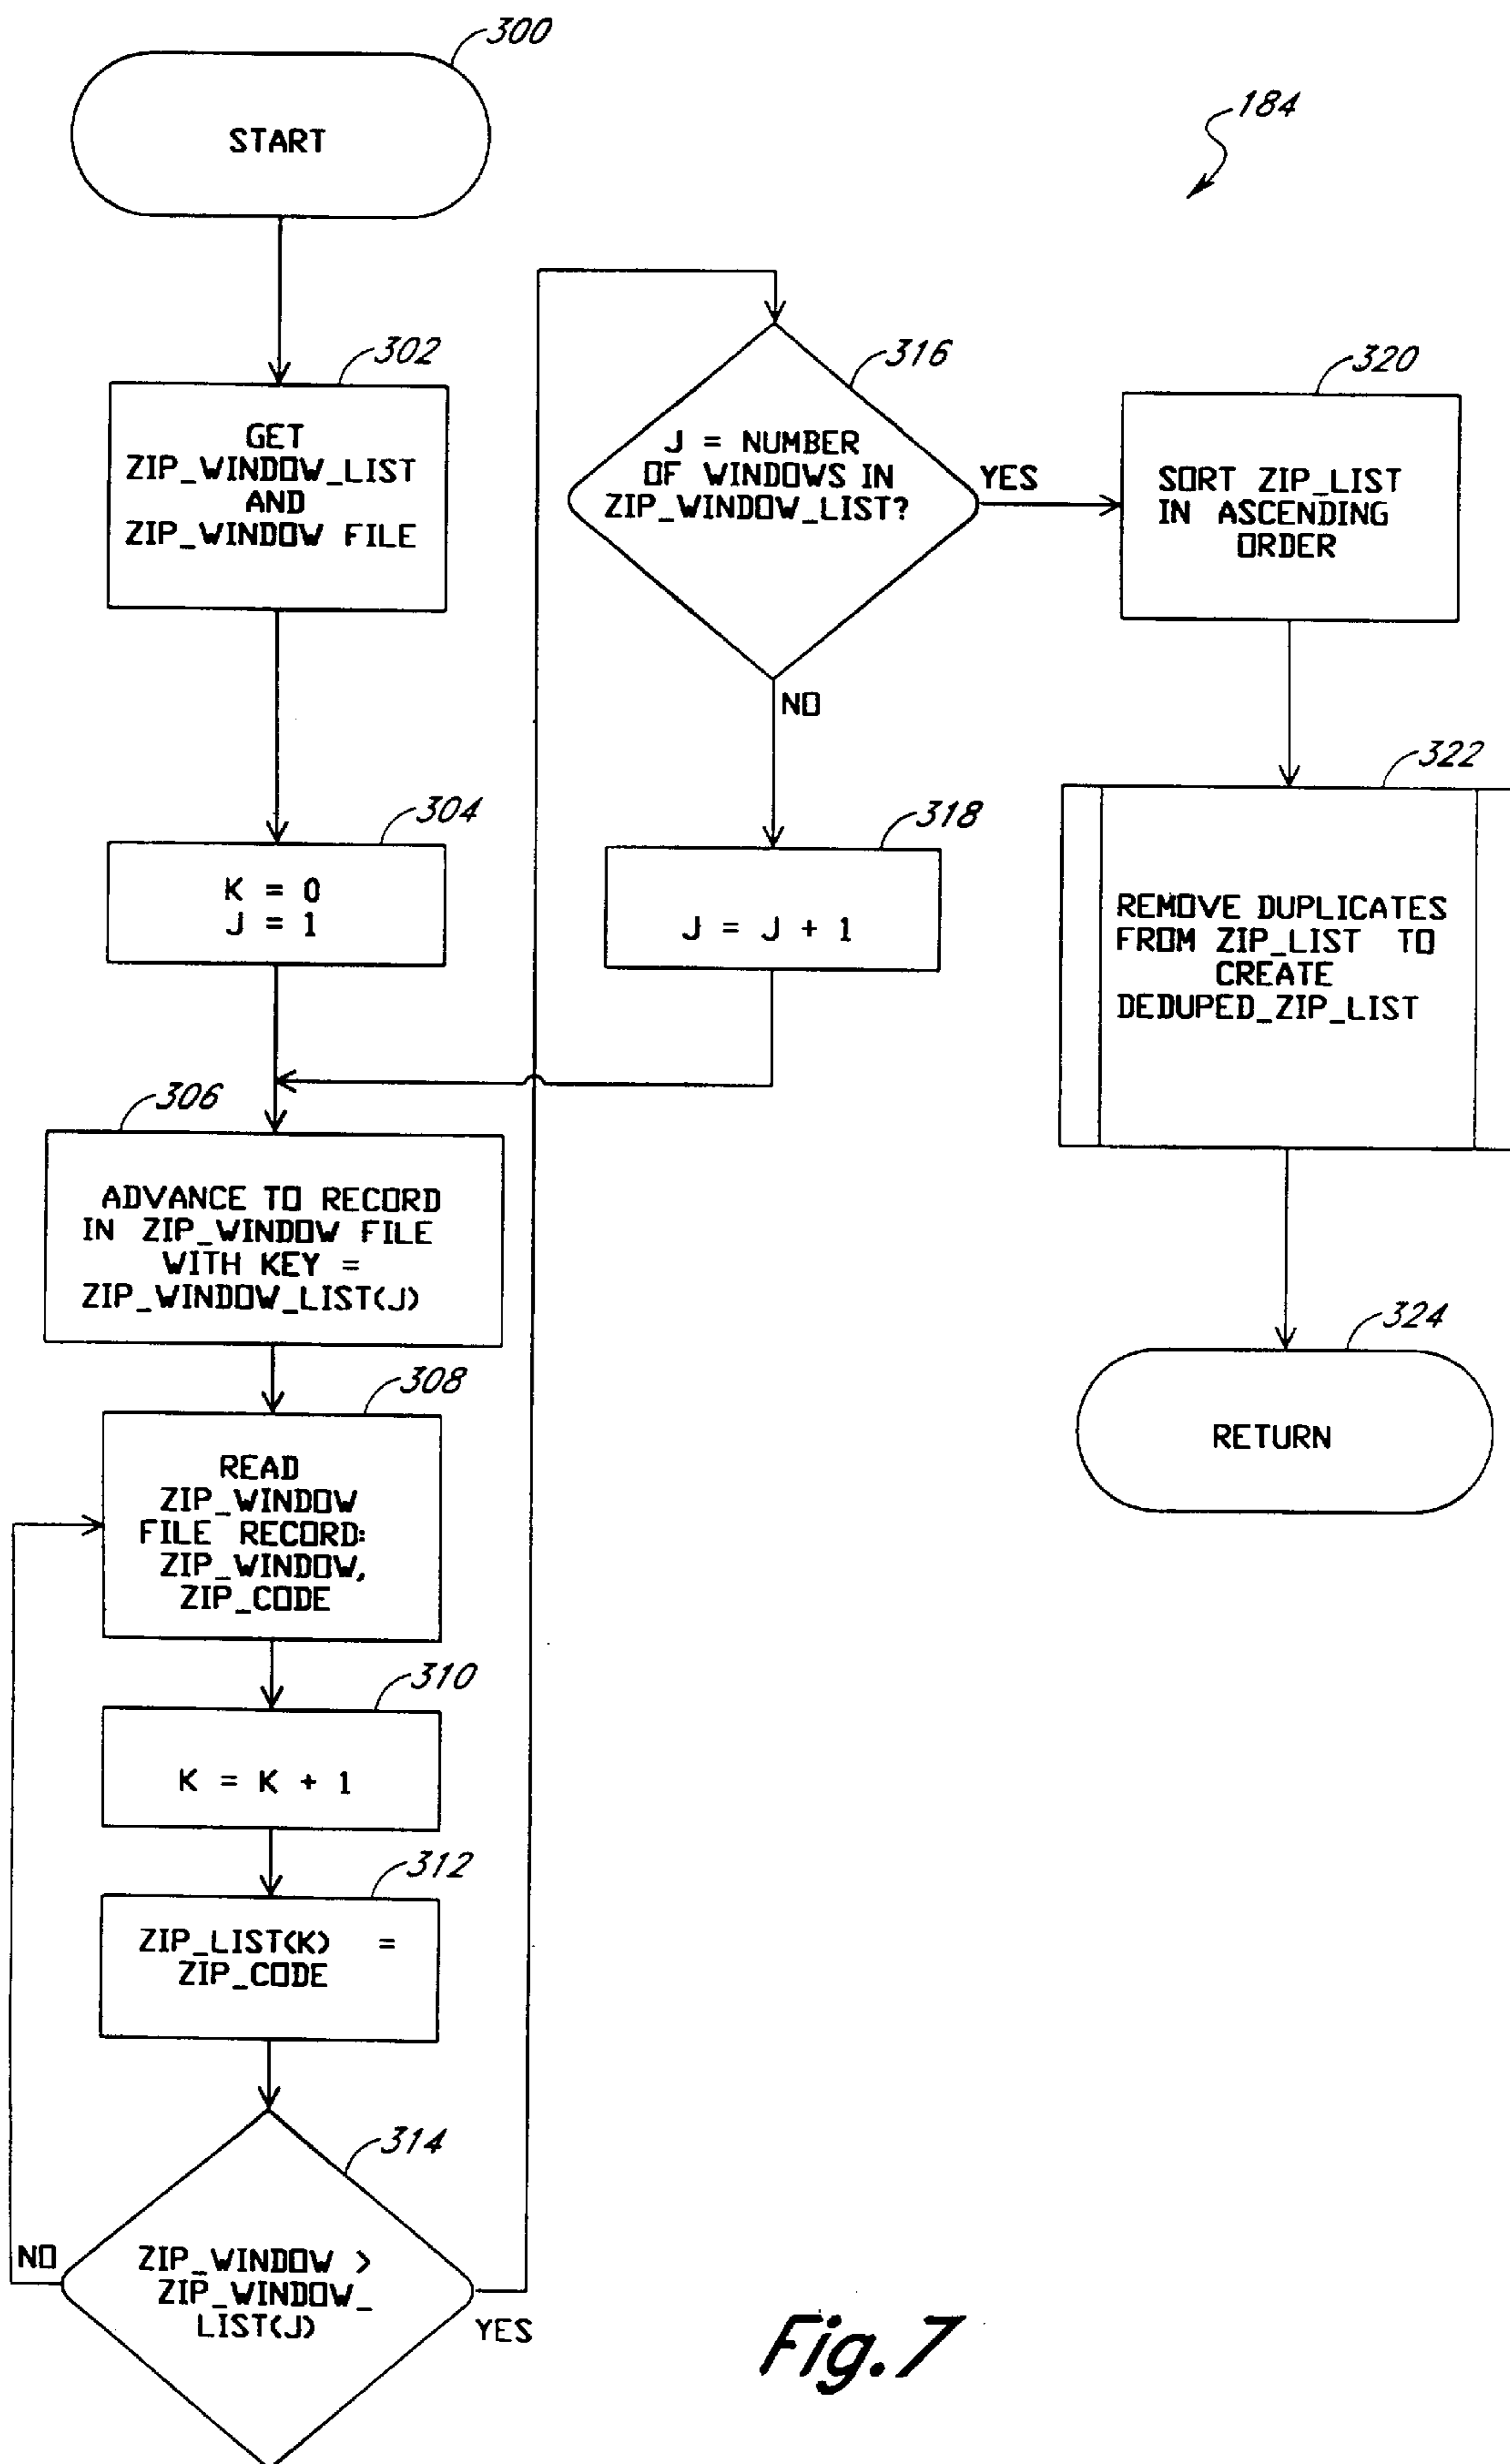 300
START
184
302
GET
ZIP_WINDOW_LIST
AND
ZIP_WINDOW FILE
304
K = 0
J = 1
306
ADVANCE TO RECORD
IN ZIP_WINDOW FILE
WITH KEY =
ZIP_WINDOW_LIST(J)
308
READ
ZIP_WINDOW
FILE RECORD:
ZIP_WINDOW,
ZIP_CODE
310
K = K + 1
312
ZIP_LIST(K) =
ZIP_CODE
314
ZIP_WINDOW >
ZIP_WINDOW_
LIST(J)
NO
YES
316
J = NUMBER
OF WINDOWS IN
ZIP_WINDOW_LIST?
YES
NO
318
J = J + 1
320
SORT ZIP_LIST
IN ASCENDING
ORDER
322
REMOVE DUPLICATES
FROM ZIP_LIST TO
CREATE
DEDUPED_ZIP_LIST
324
RETURN
Fig. 7